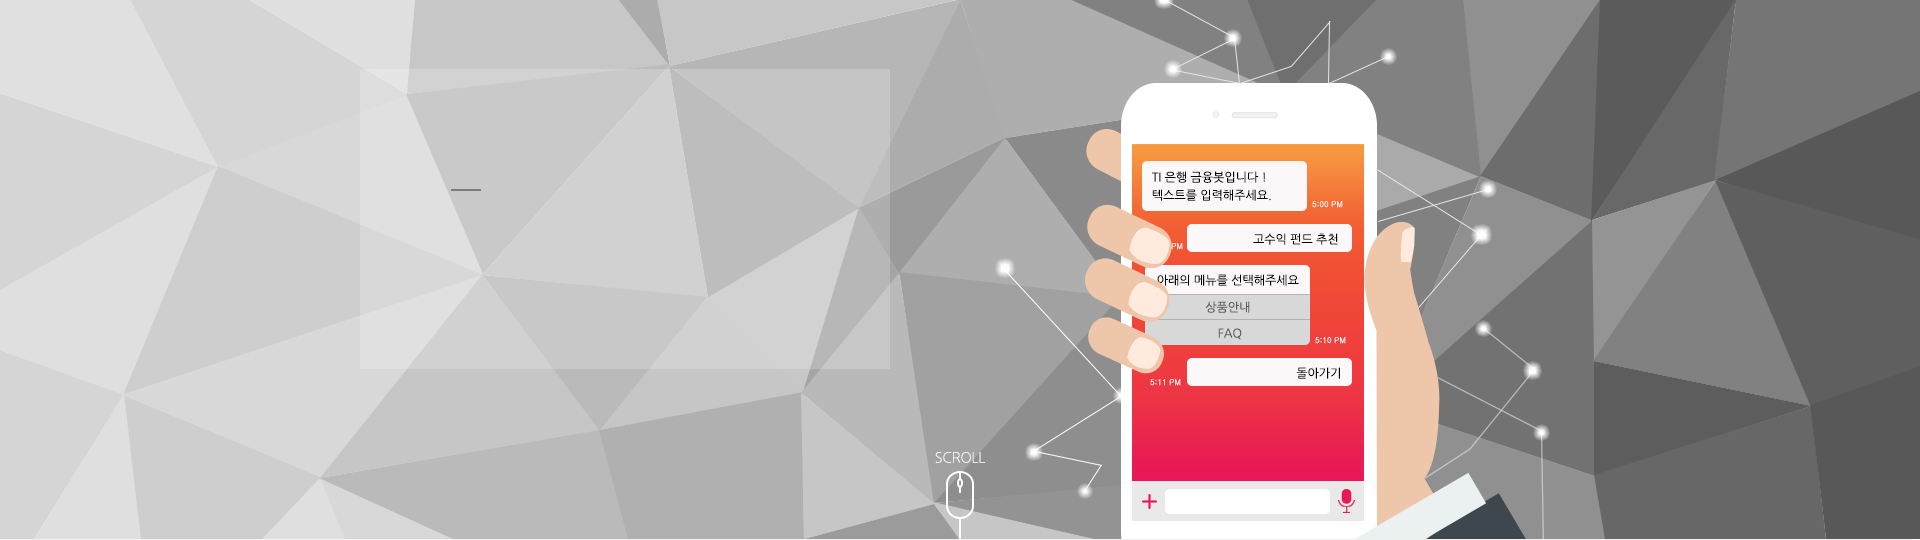 TI 은행 금융봇입니다 !
텍스트를 입력해주세요.
5:00 PM
고수익 펀드 추천
PM
아래의 메뉴를 선택해주세요
상품안내
FAQ
5:10 PM
돌아가기
5:11 PM
SCROLL